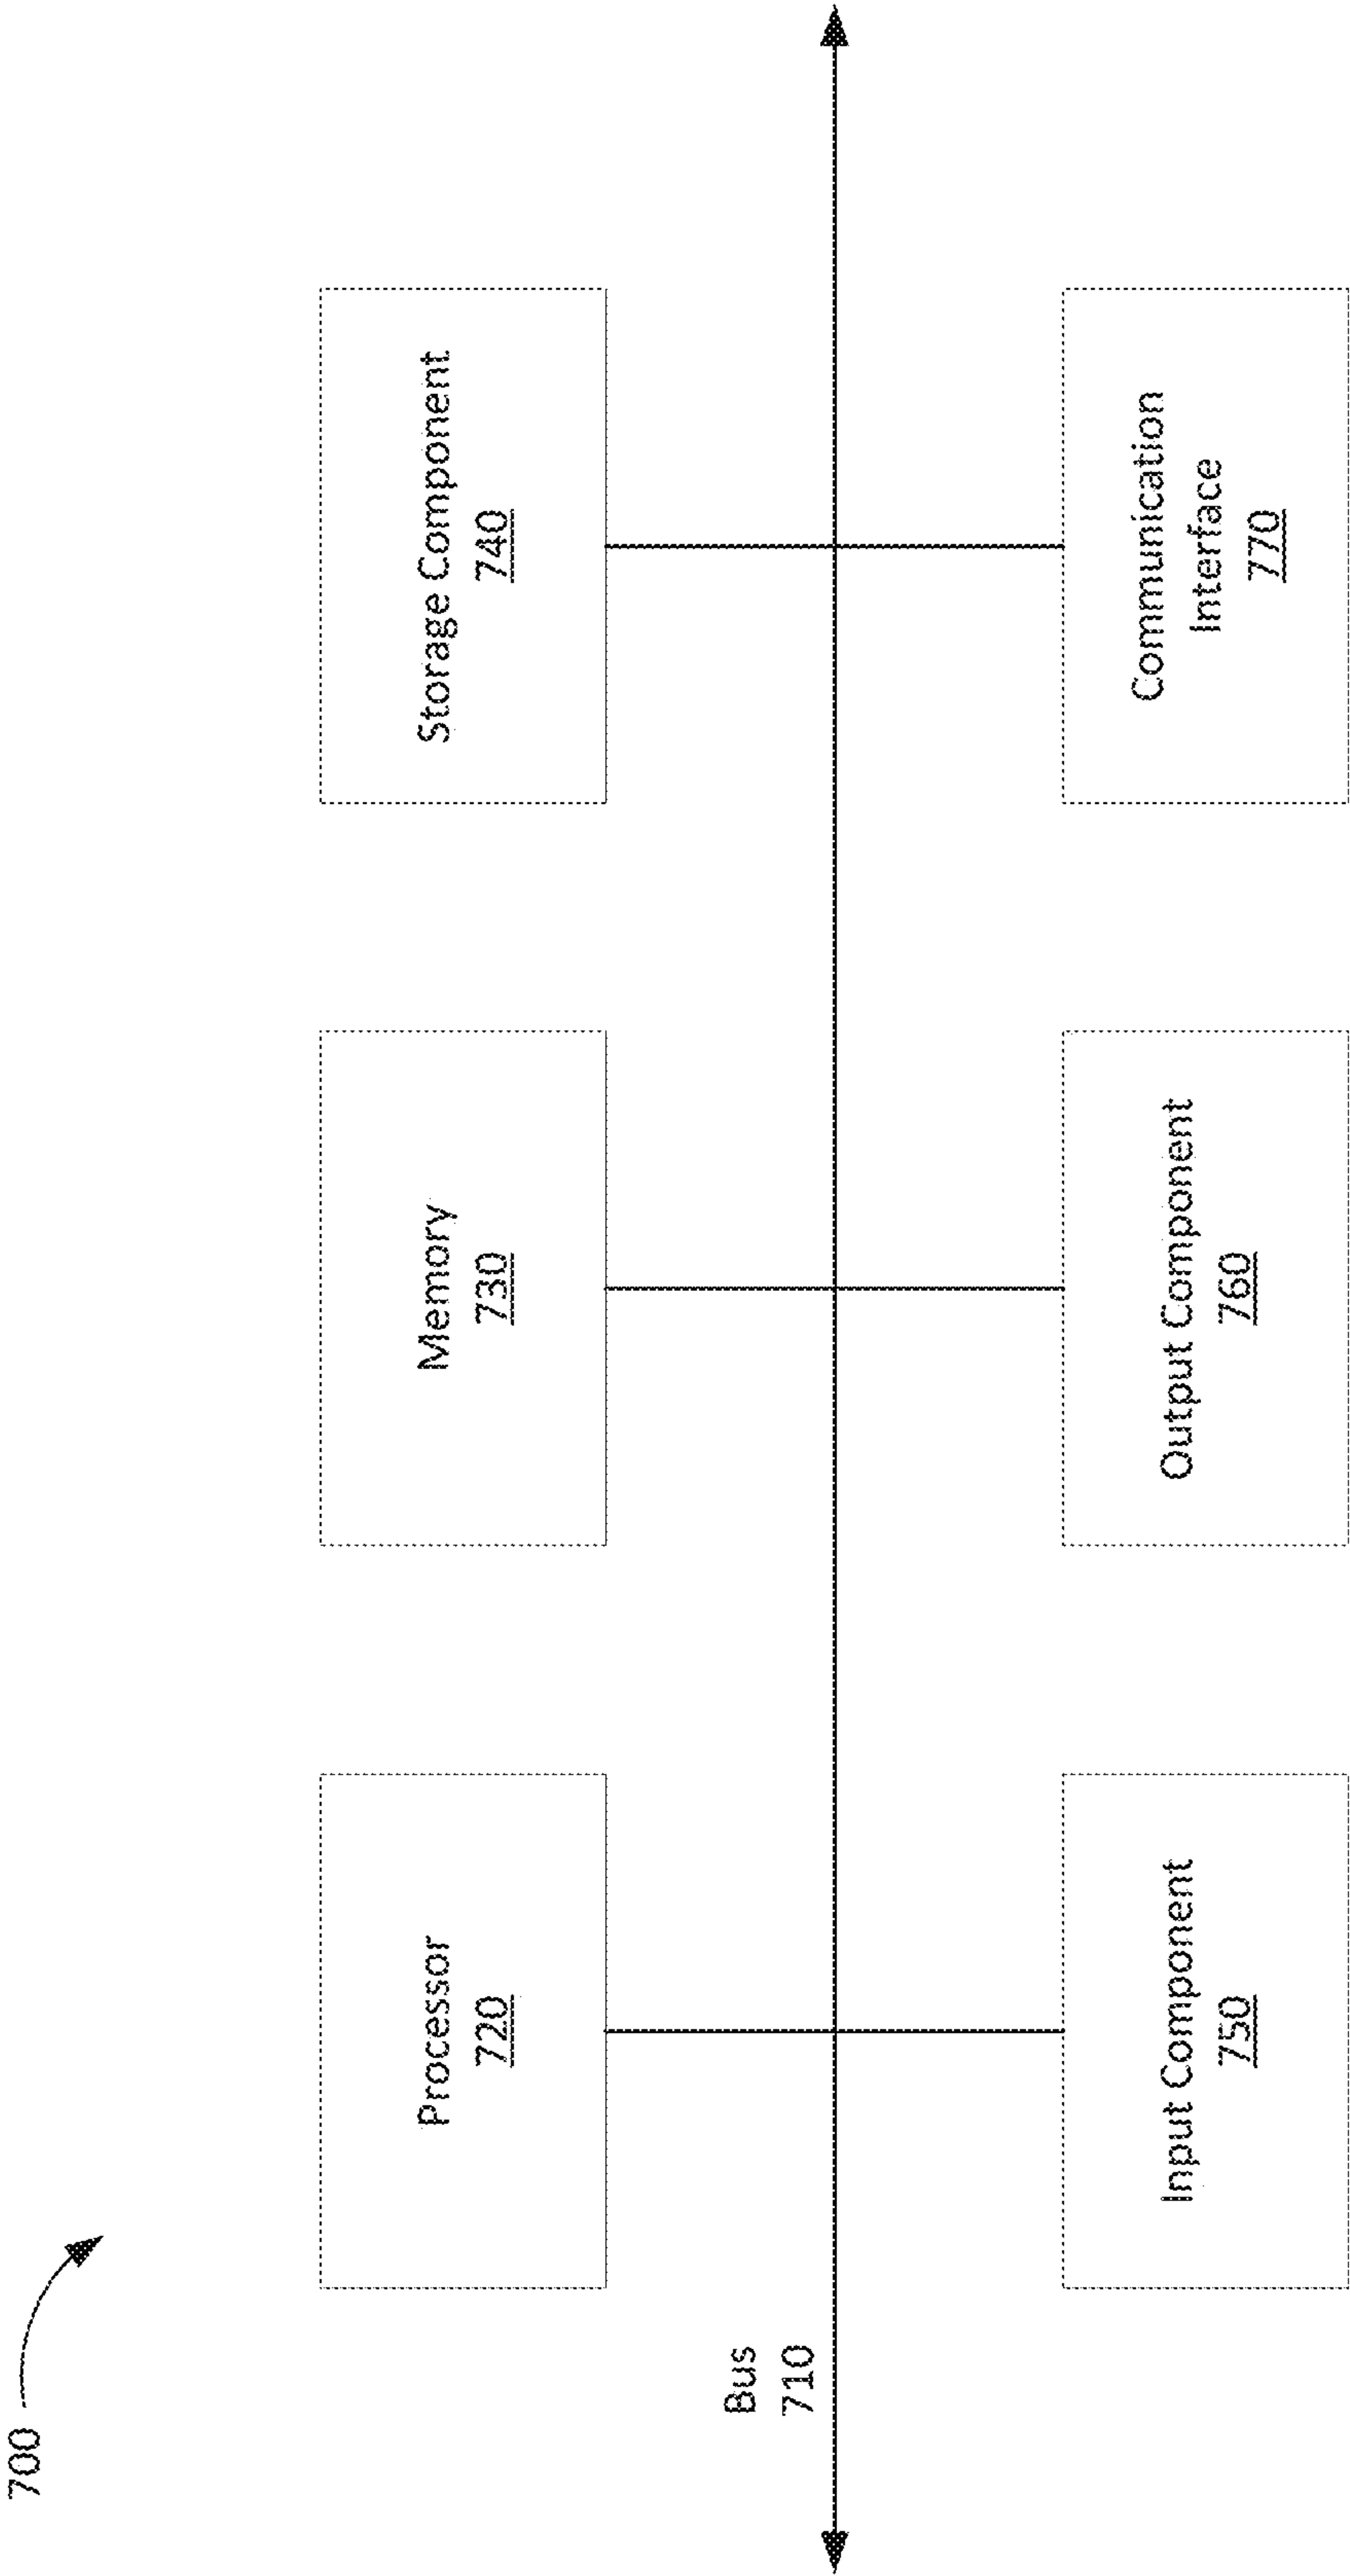 700
Processor
720
Memory
730
Storage Component
740
Bus
710
Input Component
750
Output Component
760
Communication
Interface
770